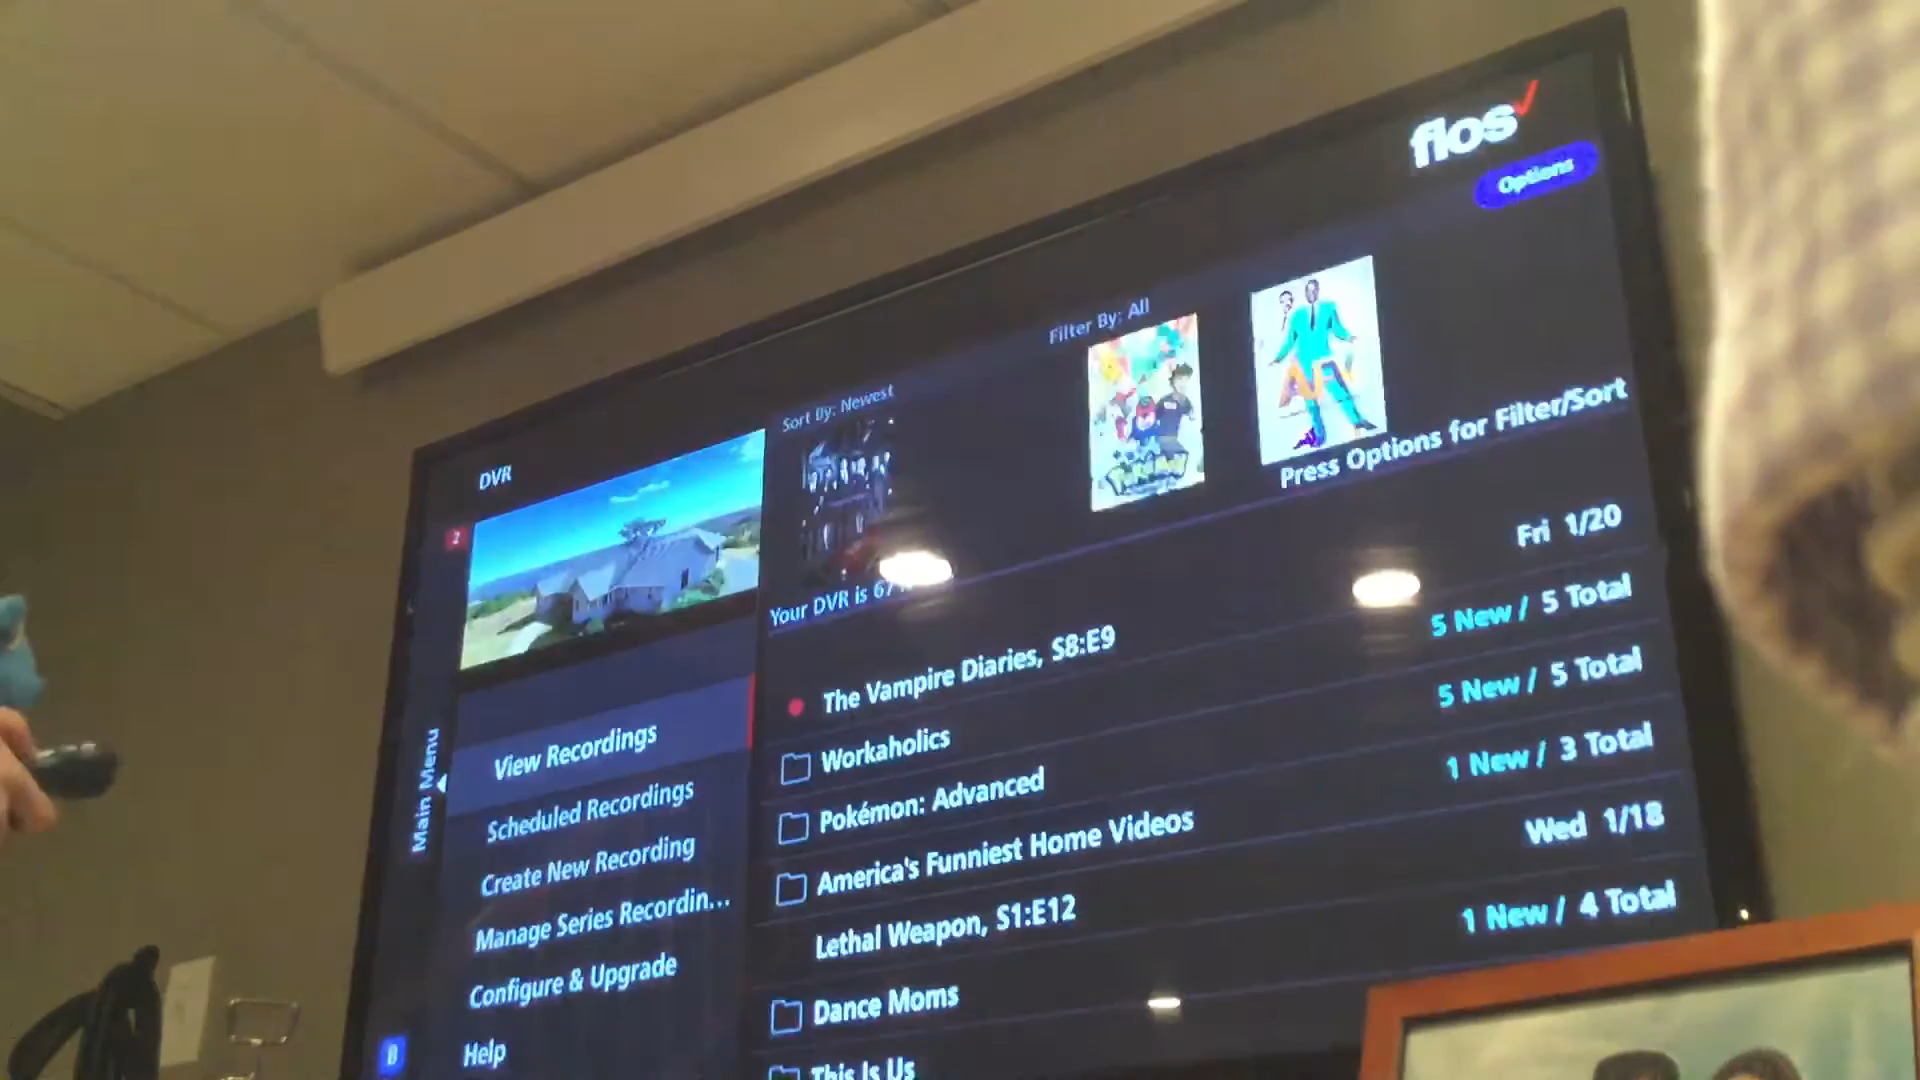 fios
Options
Filter By: All
Sort By: Newest
DVR
2
AFV
Pokémon
Press Options for Filter/Sort
Your DVR is 67
The Vampire Diaries, S8:E9
Fri 1/20
Workaholics
5 New / 5 Total
Pokémon: Advanced
5 New / 5 Total
America's Funniest Home Videos
1 New / 3 Total
Lethal Weapon, S1:E12
Wed 1/18
Dance Moms
1 New / 4 Total
This Is Us
Main Menu
View Recordings
Scheduled Recordings
Create New Recording
Manage Series Recordin...
Configure & Upgrade
Help
B